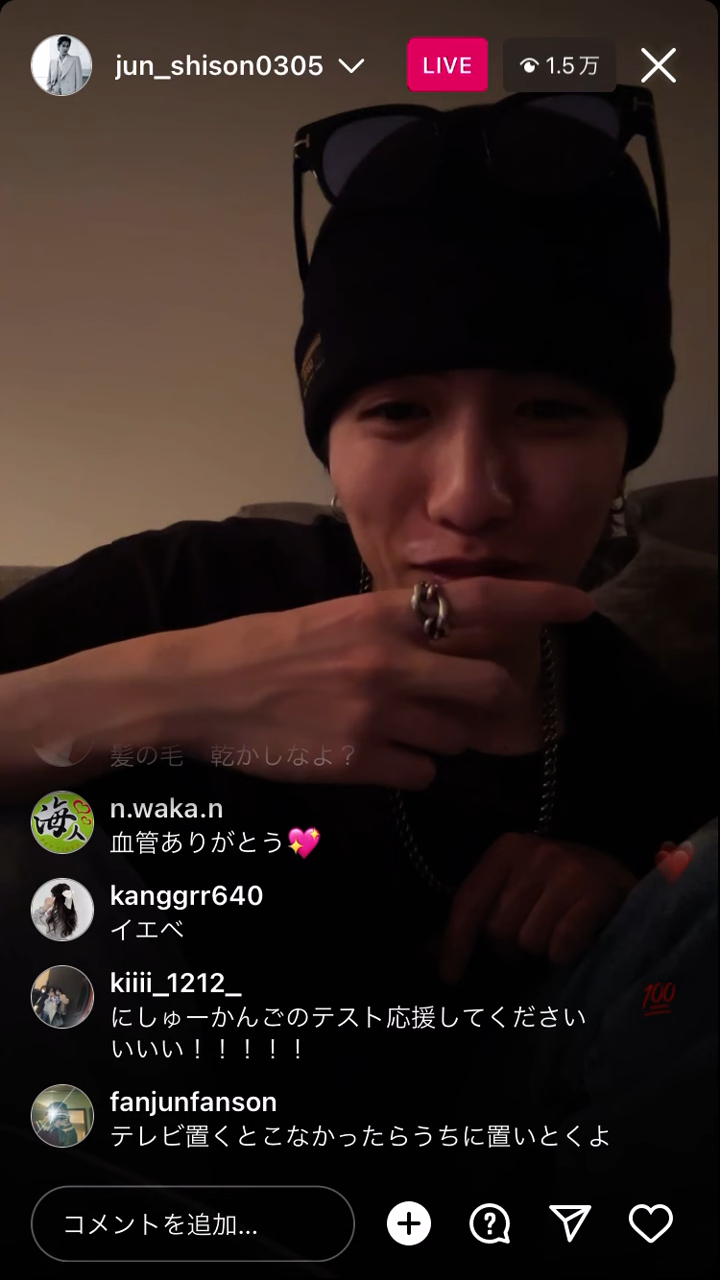 jun_shison0305
LIVE
1.5万
髪の毛　乾かしなよ？
海人
n.waka.n
血管ありがとう💖
kanggrr640
イエベ
kiiii_1212_
にしゅーかんごのテスト応援してください
いいい！！！！！
💯
fanjunfanson
テレビ置くとこなかったらうちに置いとくよ
コメントを追加...